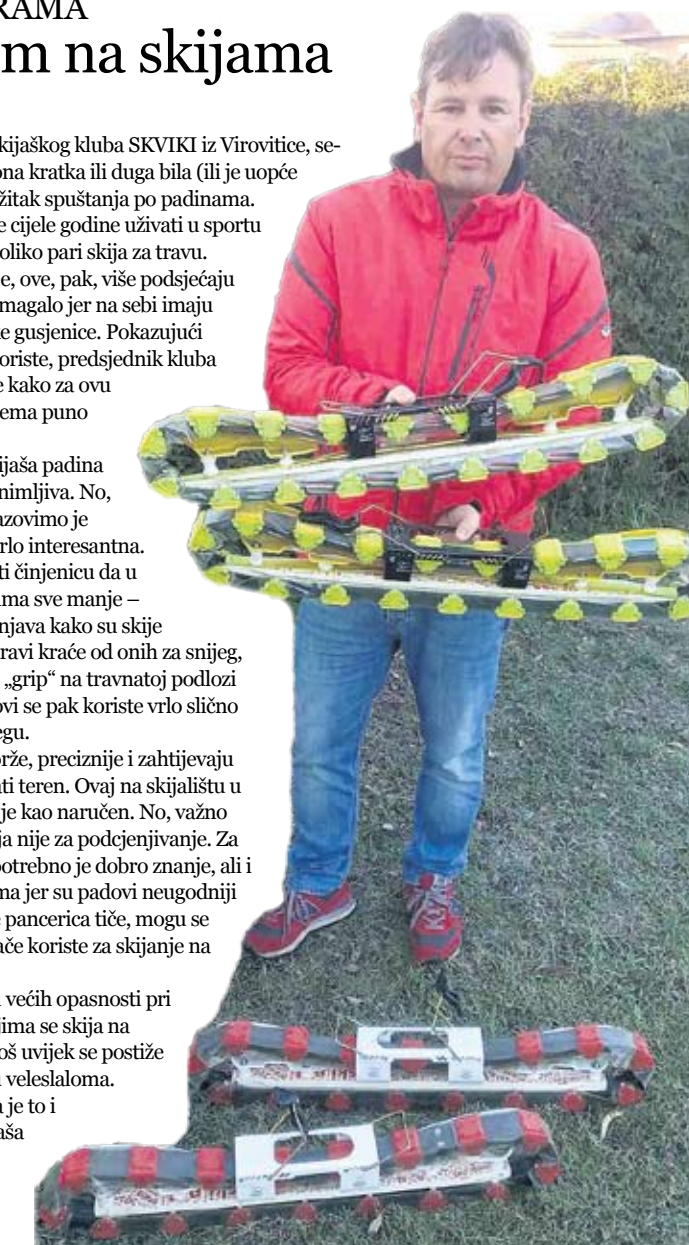 RAMA
m na skijama
kijaškog kluba SKVIKI iz Virovitice, se-
ona kratka ili duga bila (ili je uopće
žitak spuštanja po padinama.
e cijele godine uživati u sportu
oliko pari skija za travu.
e, ove, pak, više podsjećaju
magalo jer na sebi imaju
ke gusjenice. Pokazujući
oriste, predsjednik kluba
e kako za ovu
ema puno
ijaša padina
nimljiva. No,
azovimo je
rlo interesantna.
ti činjenicu da u
ima sve manje –
njava kako su skije
ravi kraće od onih za snijeg,
„grip“ na travnatoj podlozi
ovi se pak koriste vrlo slično
egu.
brže, preciznije i zahtijevaju
ati teren. Ovaj na skijalištu u
je kao naručen. No, važno
ja nije za podcjenjivanje. Za
potrebno je dobro znanje, ali i
ma jer su padovi neugodniji
e pancerica tiče, mogu se
ače koriste za skijanje na
većih opasnosti pri
jima se skija na
oš uvijek se postiže
u veleslaloma.
je to i
aša